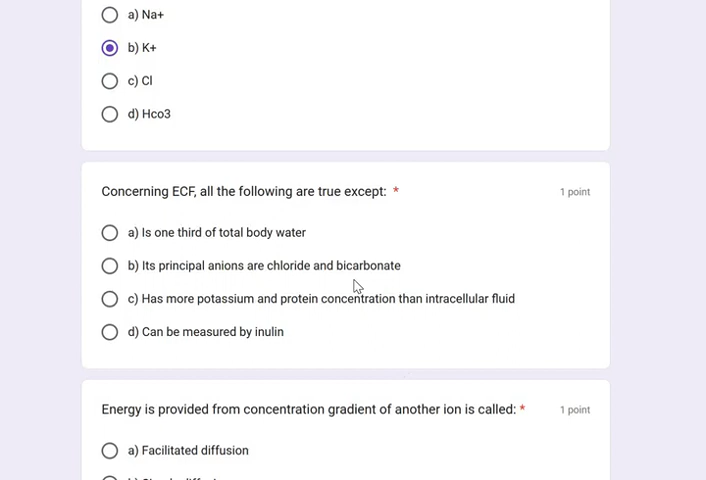 a) Na+
b) K+
c) Cl
d) Hco3
Concerning ECF, all the following are true except: *
1 point
a) Is one third of total body water
b) Its principal anions are chloride and bicarbonate
c) Has more potassium and protein concentration than intracellular fluid
d) Can be measured by inulin
Energy is provided from concentration gradient of another ion is called: *
1 point
a) Facilitated diffusion